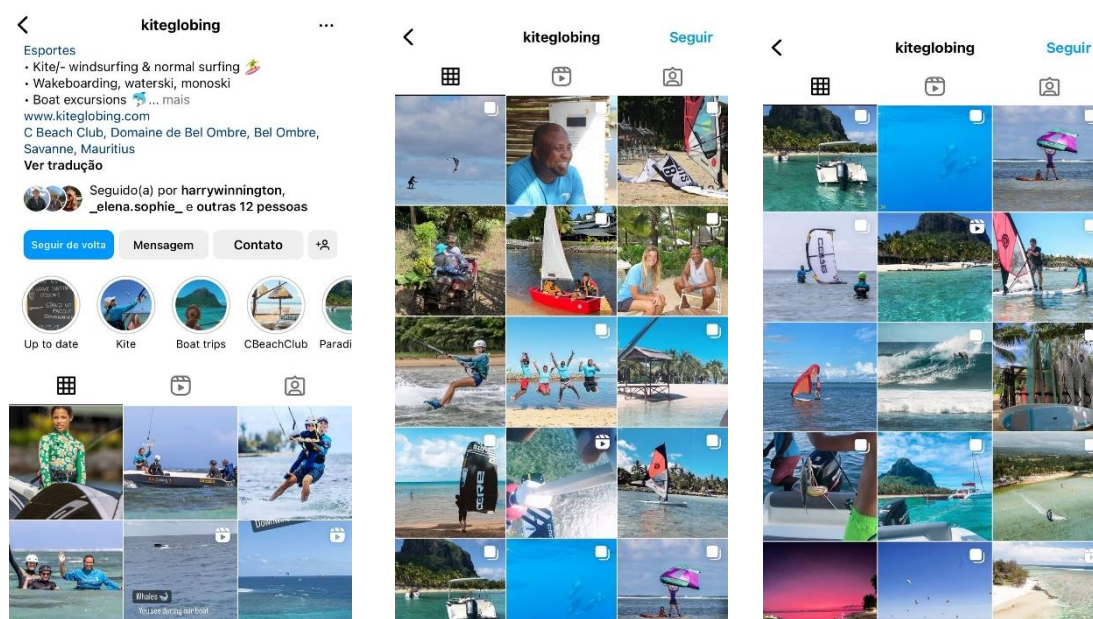 kiteglobing
Esportes
• Kite/- windsurfing & normal surfing 🏄
• Wakeboarding, waterski, monoski
• Boat excursions 🐬... mais
www.kiteglobing.com
C Beach Club, Domaine de Bel Ombre, Bel Ombre,
Savanne, Mauritius
Ver tradução
Seguido(a) por harrywinnington,
_elena.sophie_ e outras 12 pessoas
Seguir de volta
Mensagem
Contato
Up to date
Kite
Boat trips
CBeachClub
Paradi
Whales
You see during our boat
kiteglobing
Seguir
kiteglobing
Seguir